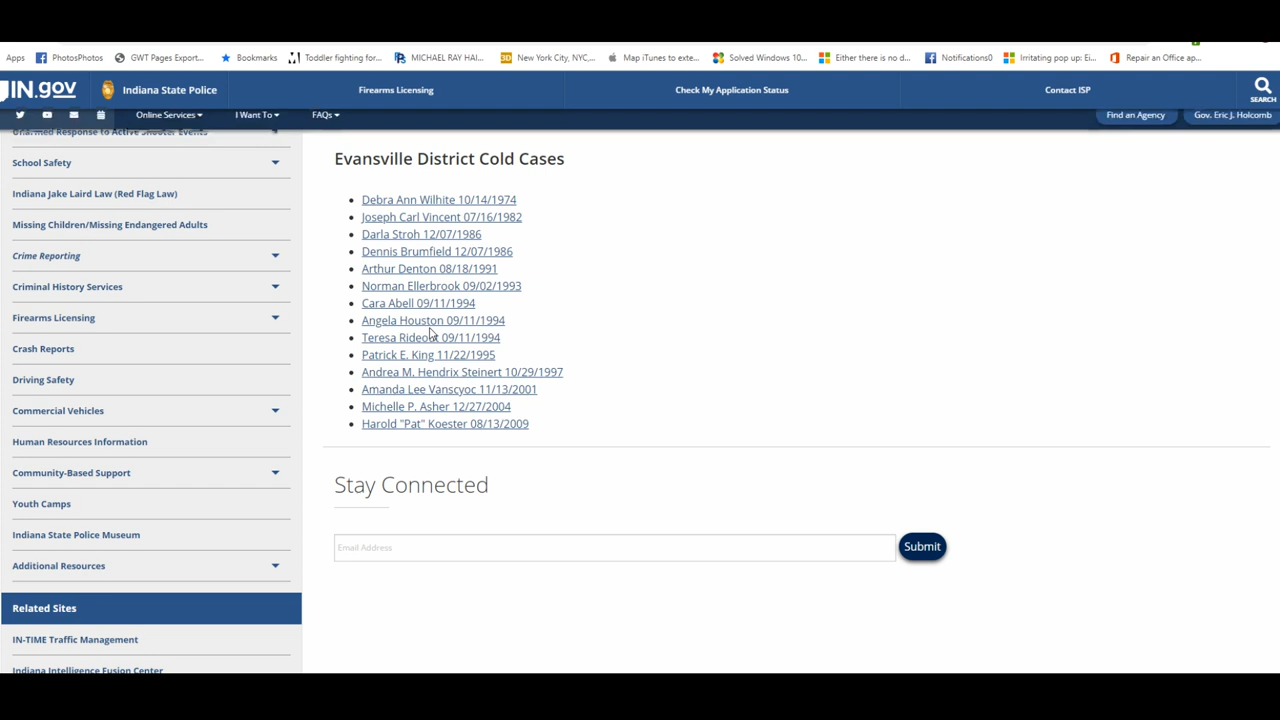 Apps PhotosPhotos GWT Pages Export... Bookmarks Toddler fighting for... MICHAEL RAY HAI... New York City, NYC,... Map iTunes to exte... Solved Windows 10... Either there is no d... Notifications0 Irritating pop up: Ei... Repair an Office ap...
IN.gov Indiana State Police Firearms Licensing Check My Application Status Contact ISP SEARCH
Online Services I Want To FAQs Find an Agency Gov. Eric J. Holcomb
Unarmed Response to Active Shooter Events
School Safety
Indiana Jake Laird Law (Red Flag Law)
Missing Children/Missing Endangered Adults
Crime Reporting
Criminal History Services
Firearms Licensing
Crash Reports
Driving Safety
Commercial Vehicles
Human Resources Information
Community-Based Support
Youth Camps
Indiana State Police Museum
Additional Resources
Related Sites
IN-TIME Traffic Management
Indiana Intelligence Fusion Center
Evansville District Cold Cases
Debra Ann Wilhite 10/14/1974
Joseph Carl Vincent 07/16/1982
Darla Stroh 12/07/1986
Dennis Brumfield 12/07/1986
Arthur Denton 08/18/1991
Norman Ellerbrook 09/02/1993
Cara Abell 09/11/1994
Angela Houston 09/11/1994
Teresa Rideout 09/11/1994
Patrick E. King 11/22/1995
Andrea M. Hendrix Steinert 10/29/1997
Amanda Lee Vanscyoc 11/13/2001
Michelle P. Asher 12/27/2004
Harold "Pat" Koester 08/13/2009
Stay Connected
Email Address
Submit